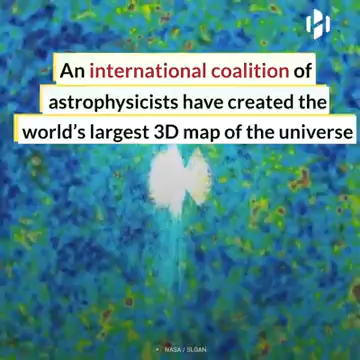 An international coalition of
astrophysicists have created the
world's largest 3D map of the universe
NASA / SLOAN